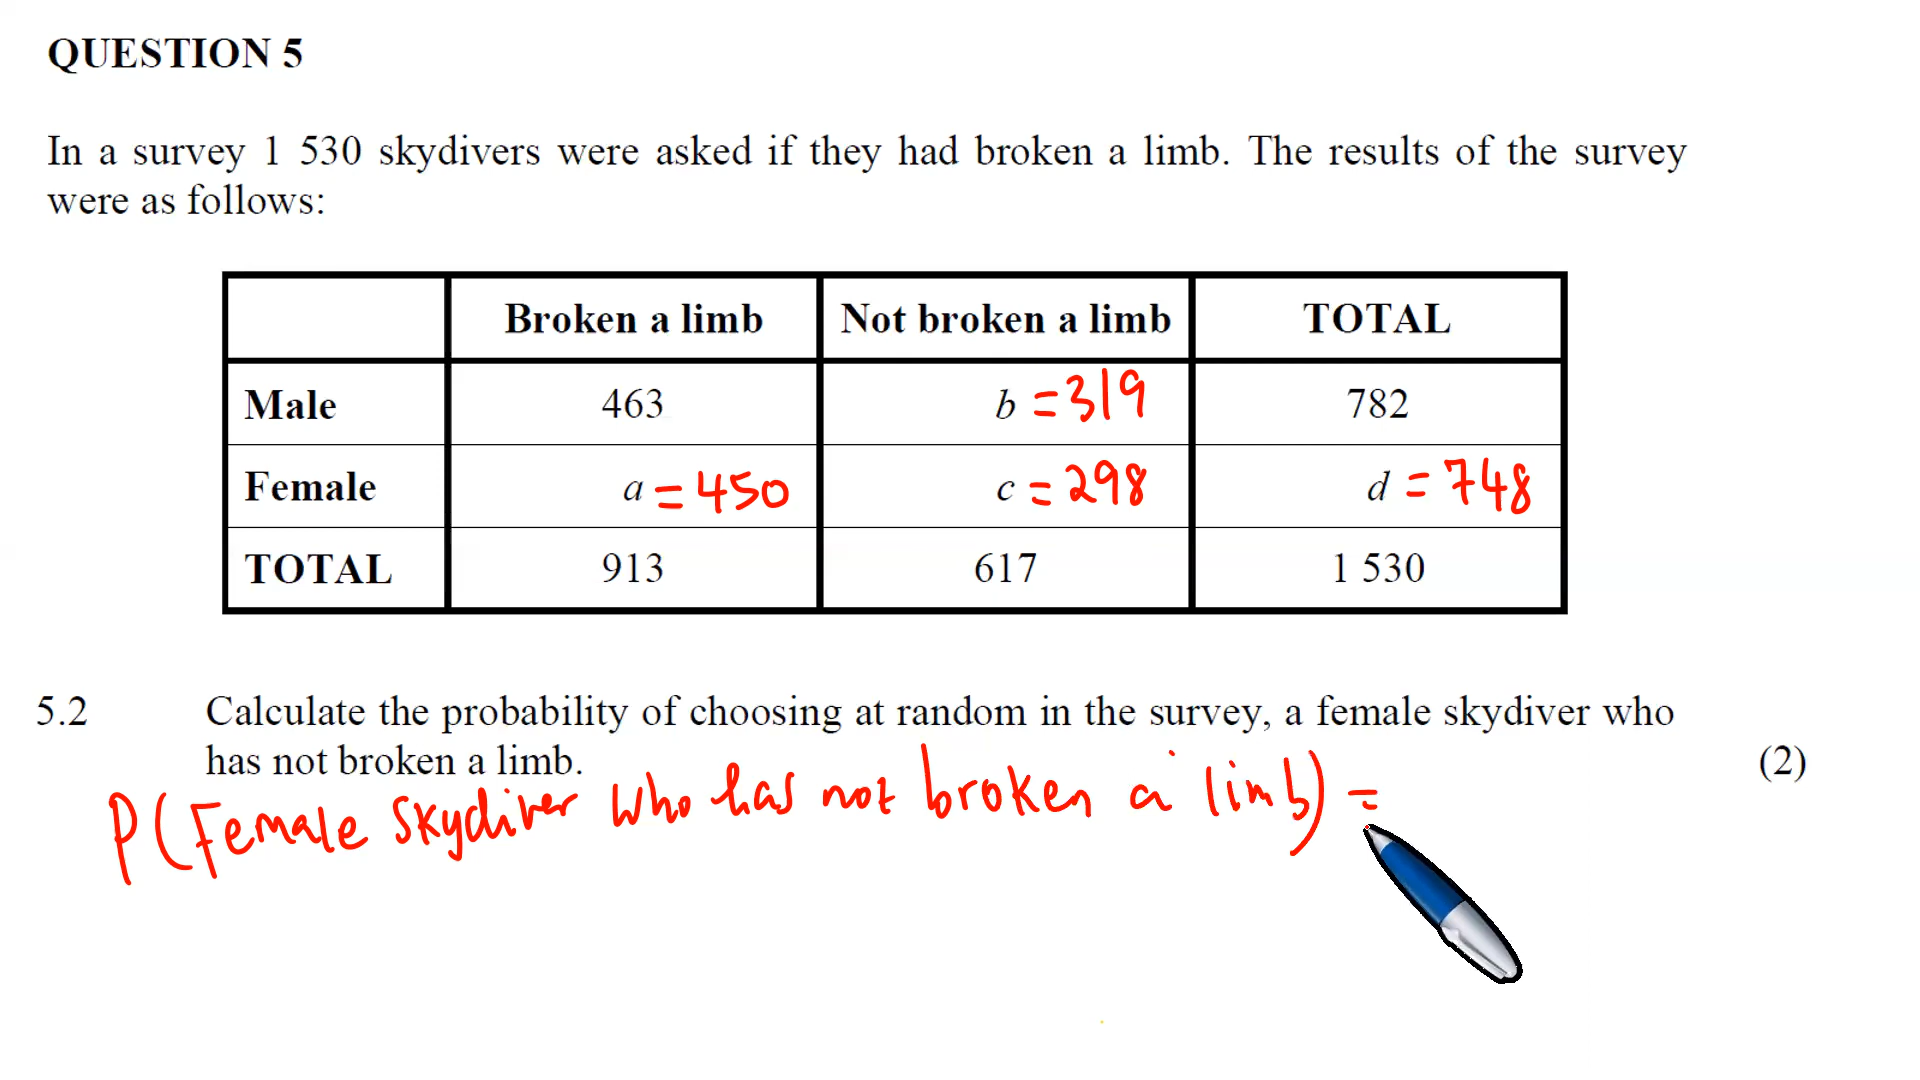 QUESTION 5
In a survey 1 530 skydivers were asked if they had broken a limb. The results of the survey
were as follows:
Broken a limb Not broken a limb TOTAL
Male 463 b = 319 782
Female a = 450 c = 298 d = 748
TOTAL 913 617 1 530
5.2 Calculate the probability of choosing at random in the survey, a female skydiver who
has not broken a limb. (2)
P(Female skydiver who has not broken a limb) =